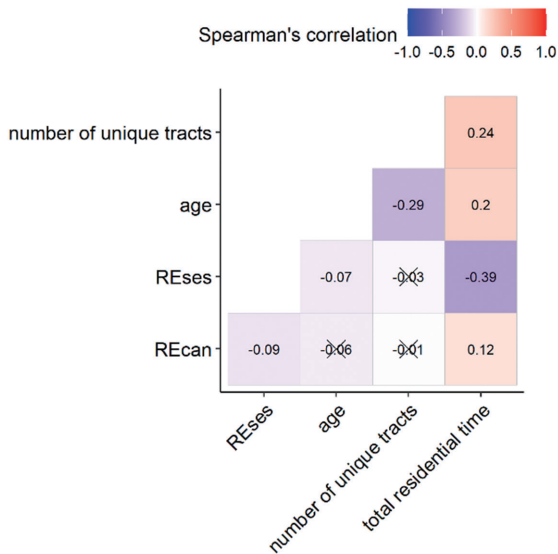 Spearman's correlation
-1.0 -0.5 0.0 0.5 1.0
number of unique tracts 0.24
age -0.29 0.2
REses -0.07 -0.03 -0.39
REcan -0.09 -0.06 -0.01 0.12
REses
age
number of unique tracts
total residential time